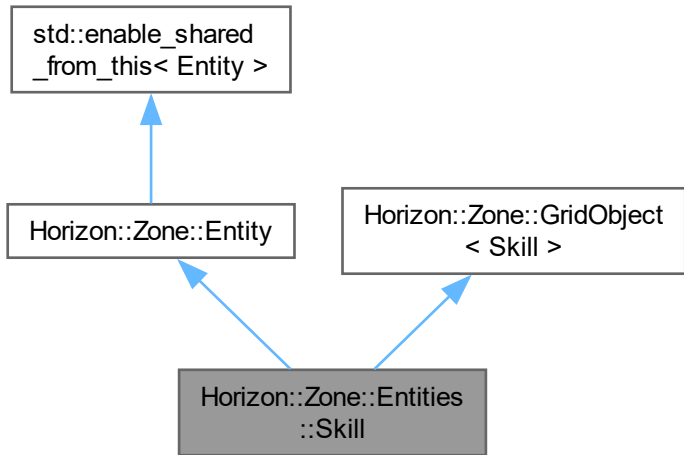 std::enable_shared
_from_this< Entity >
Horizon::Zone::Entity
Horizon::Zone::GridObject
< Skill >
Horizon::Zone::Entities
::Skill